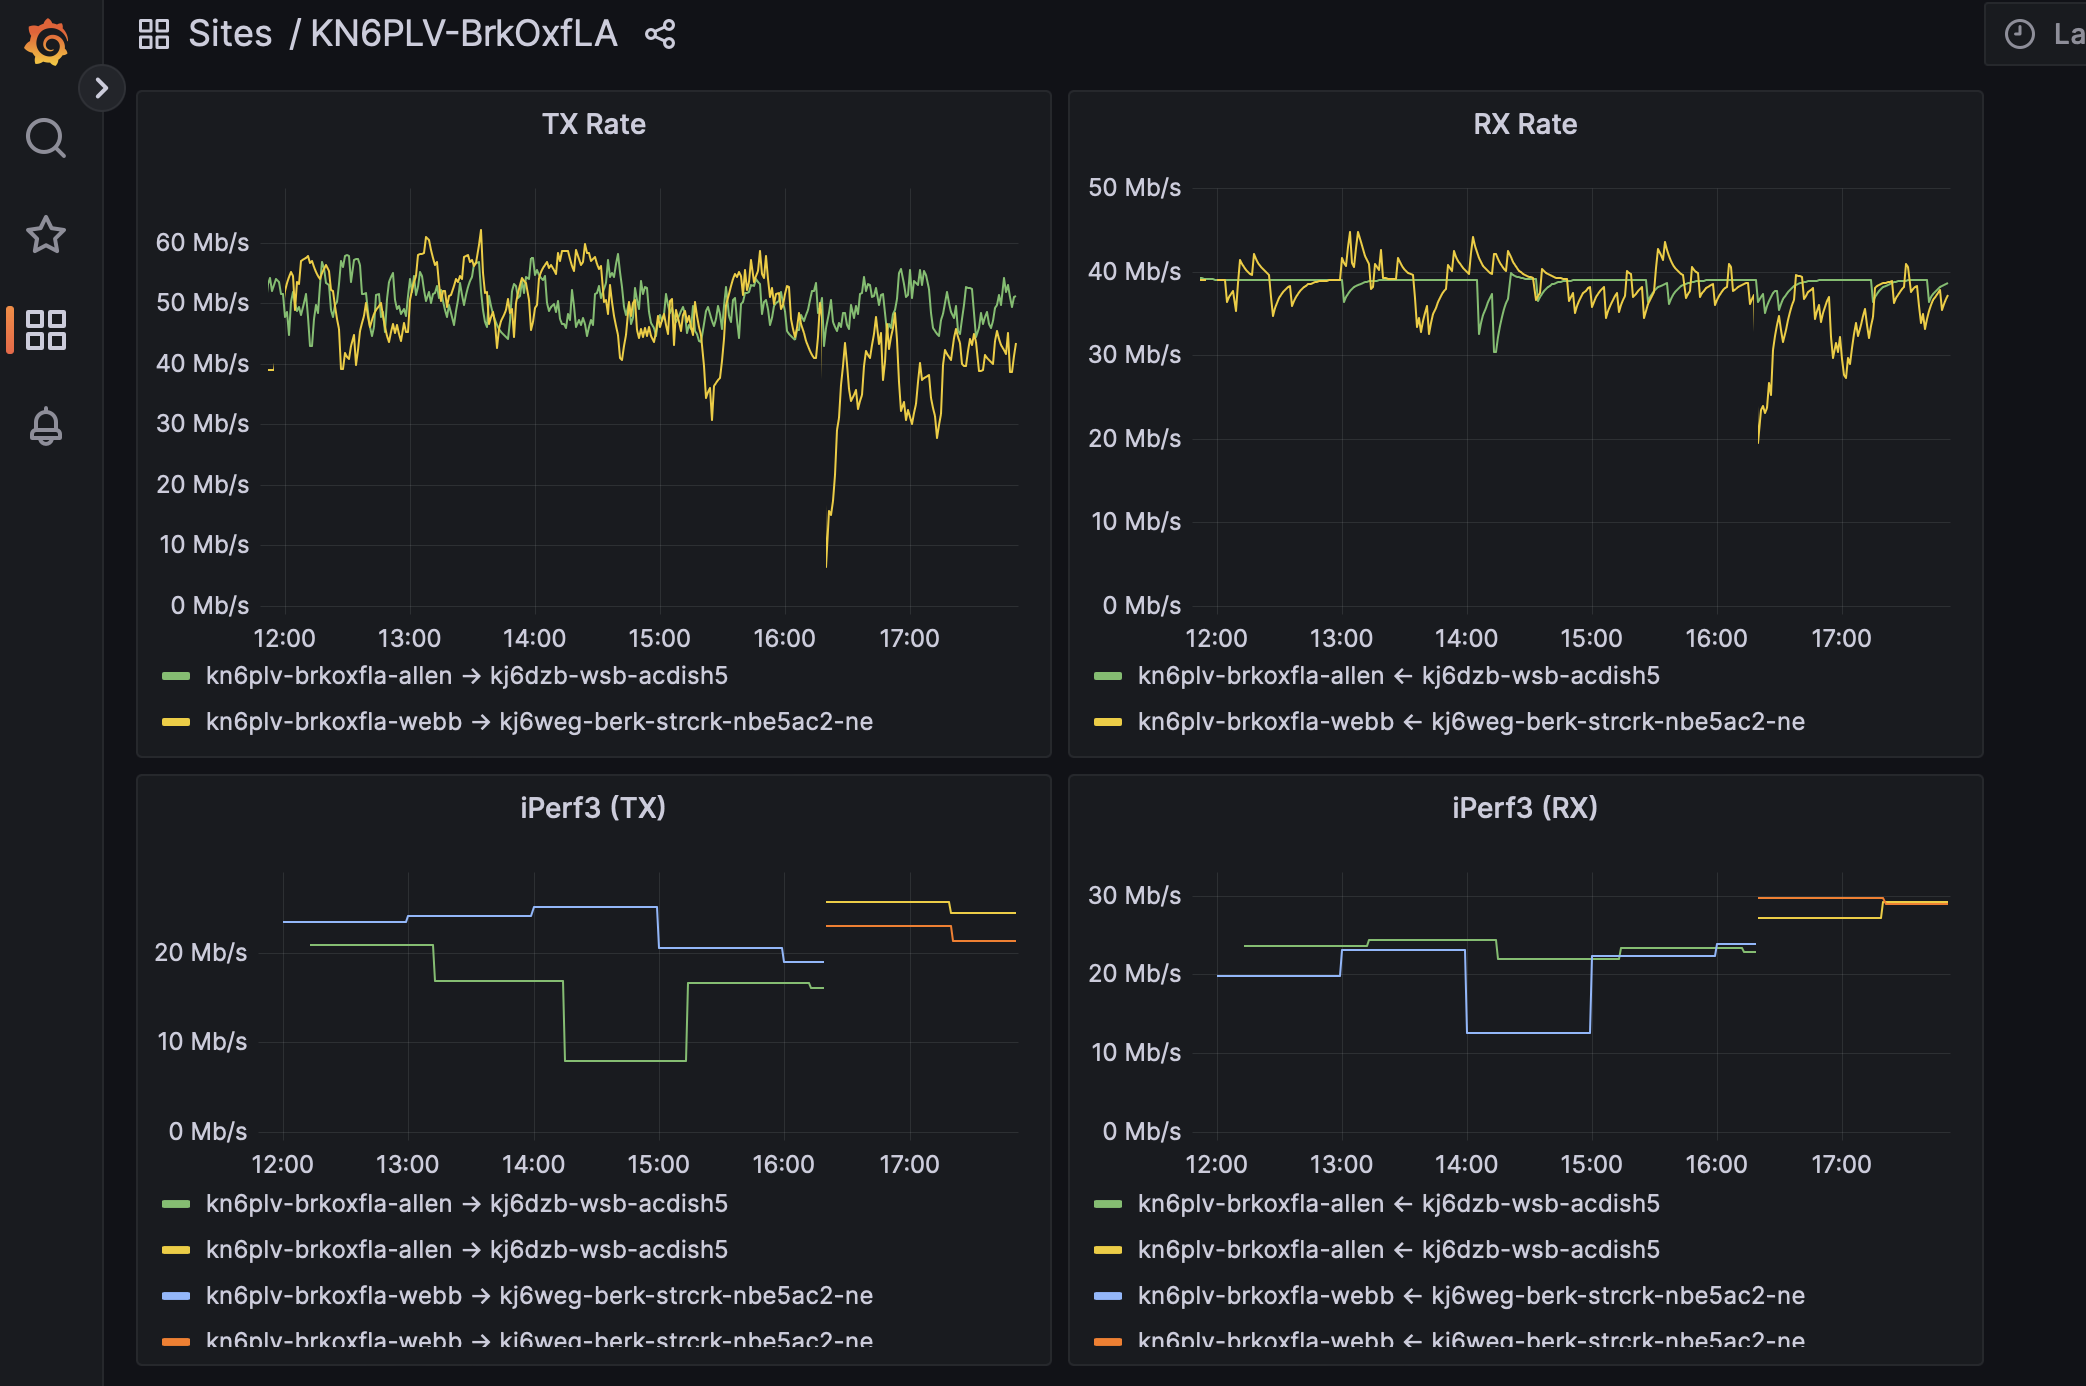 Sites / KN6PLV-BrkOxfLA
La
TX Rate
60 Mb/s
50 Mb/s
40 Mb/s
30 Mb/s
20 Mb/s
10 Mb/s
0 Mb/s
12:00 13:00 14:00 15:00 16:00 17:00
kn6plv-brkoxfla-allen → kj6dzb-wsb-acdish5
kn6plv-brkoxfla-webb → kj6weg-berk-strcrk-nbe5ac2-ne
RX Rate
50 Mb/s
40 Mb/s
30 Mb/s
20 Mb/s
10 Mb/s
0 Mb/s
12:00 13:00 14:00 15:00 16:00 17:00
kn6plv-brkoxfla-allen ← kj6dzb-wsb-acdish5
kn6plv-brkoxfla-webb ← kj6weg-berk-strcrk-nbe5ac2-ne
iPerf3 (TX)
20 Mb/s
10 Mb/s
0 Mb/s
12:00 13:00 14:00 15:00 16:00 17:00
kn6plv-brkoxfla-allen → kj6dzb-wsb-acdish5
kn6plv-brkoxfla-allen → kj6dzb-wsb-acdish5
kn6plv-brkoxfla-webb → kj6weg-berk-strcrk-nbe5ac2-ne
kn6plv-brkoxfla-webb → kj6weg-berk-strcrk-nbe5ac2-ne
iPerf3 (RX)
30 Mb/s
20 Mb/s
10 Mb/s
0 Mb/s
12:00 13:00 14:00 15:00 16:00 17:00
kn6plv-brkoxfla-allen ← kj6dzb-wsb-acdish5
kn6plv-brkoxfla-allen ← kj6dzb-wsb-acdish5
kn6plv-brkoxfla-webb ← kj6weg-berk-strcrk-nbe5ac2-ne
kn6plv-brkoxfla-webb ← kj6weg-berk-strcrk-nbe5ac2-ne